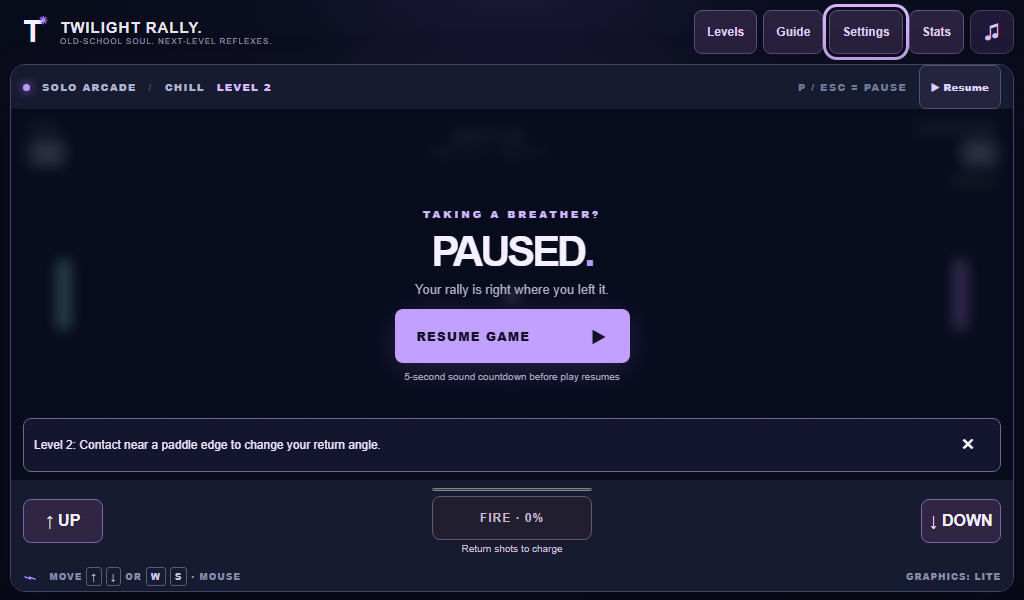 TWILIGHT RALLY.
OLD-SCHOOL SOUL. NEXT-LEVEL REFLEXES.
Levels
Guide
Settings
Stats
SOLO ARCADE / CHILL LEVEL 2
P / ESC = PAUSE
▶ Resume
TAKING A BREATHER?
PAUSED.
Your rally is right where you left it.
RESUME GAME ▶
5-second sound countdown before play resumes
Level 2: Contact near a paddle edge to change your return angle.
×
↑ UP
FIRE · 0%
↓ DOWN
Return shots to charge
MOVE ↑ ↓ OR W S · MOUSE
GRAPHICS: LITE